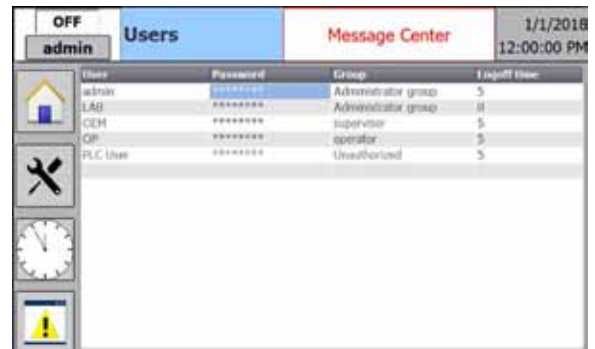 OFF
admin
Users
Message Center
1/1/2018
12:00:00 PM
User Password Group Logoff time
admin ******** Administrator group 5
LAB ******** Administrator group
OEM ******** supervisor 5
OP ******** operator 5
PLC User ******** Unauthorized 5